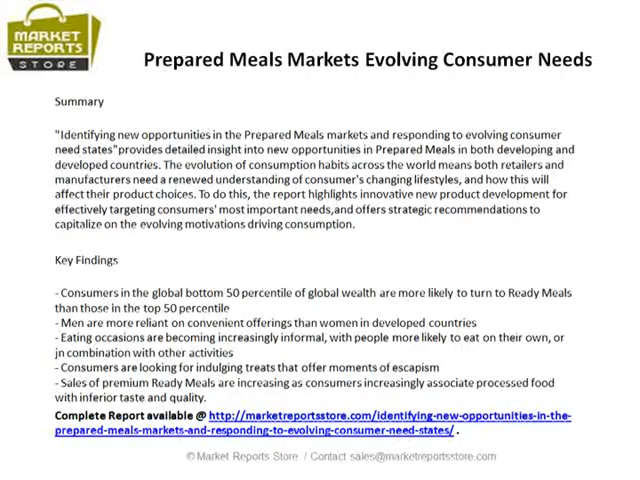 MARKET
REPORTS
STORE
Prepared Meals Markets Evolving Consumer Needs
Summary
"Identifying new opportunities in the Prepared Meals markets and responding to evolving consumer
need states"provides detailed insight into new opportunities in Prepared Meals in both developing and
developed countries. The evolution of consumption habits across the world means both retailers and
manufacturers need a renewed understanding of consumer's changing lifestyles, and how this will
affect their product choices. To do this, the report highlights innovative new product development for
effectively targeting consumers' most important needs,and offers strategic recommendations to
capitalize on the evolving motivations driving consumption.
Key Findings
- Consumers in the global bottom 50 percentile of global wealth are more likely to turn to Ready Meals
than those in the top 50 percentile
- Men are more reliant on convenient offerings than women in developed countries
- Eating occasions are becoming increasingly informal, with people more likely to eat on their own, or
jn combination with other activities
- Consumers are looking for indulging treats that offer moments of escapism
- Sales of premium Ready Meals are increasing as consumers increasingly associate processed food
with inferior taste and quality.
Complete Report available @ http://marketreportsstore.com/identifying-new-opportunities-in-the-
prepared-meals-markets-and-responding-to-evolving-consumer-need-states/ .
© Market Reports Store / Contact sales@marketreportsstore.com